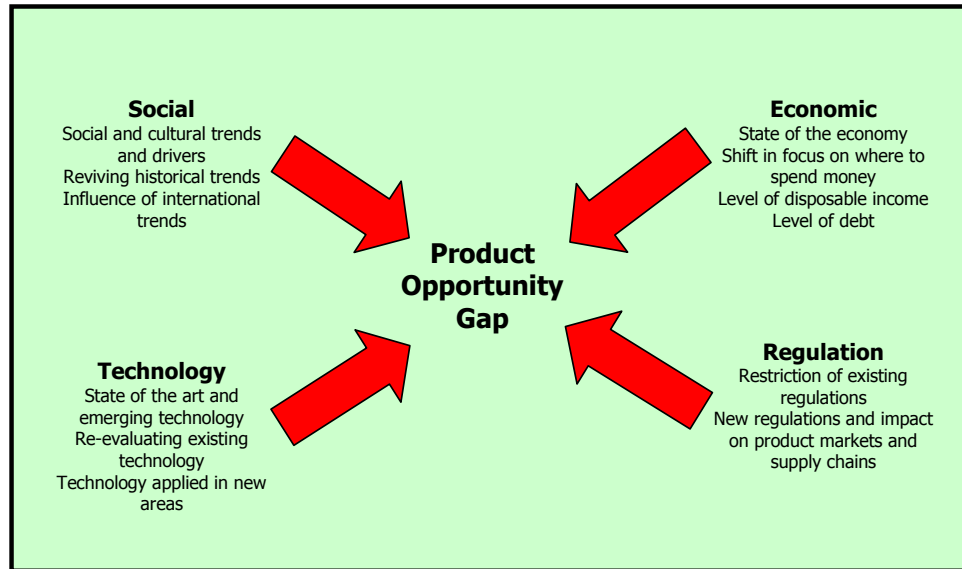 Social
Social and cultural trends
and drivers
Reviving historical trends
Influence of international
trends
Economic
State of the economy
Shift in focus on where to
spend money
Level of disposable income
Level of debt
Product
Opportunity
Gap
Technology
State of the art and
emerging technology
Re-evaluating existing
technology
Technology applied in new
areas
Regulation
Restriction of existing
regulations
New regulations and impact
on product markets and
supply chains